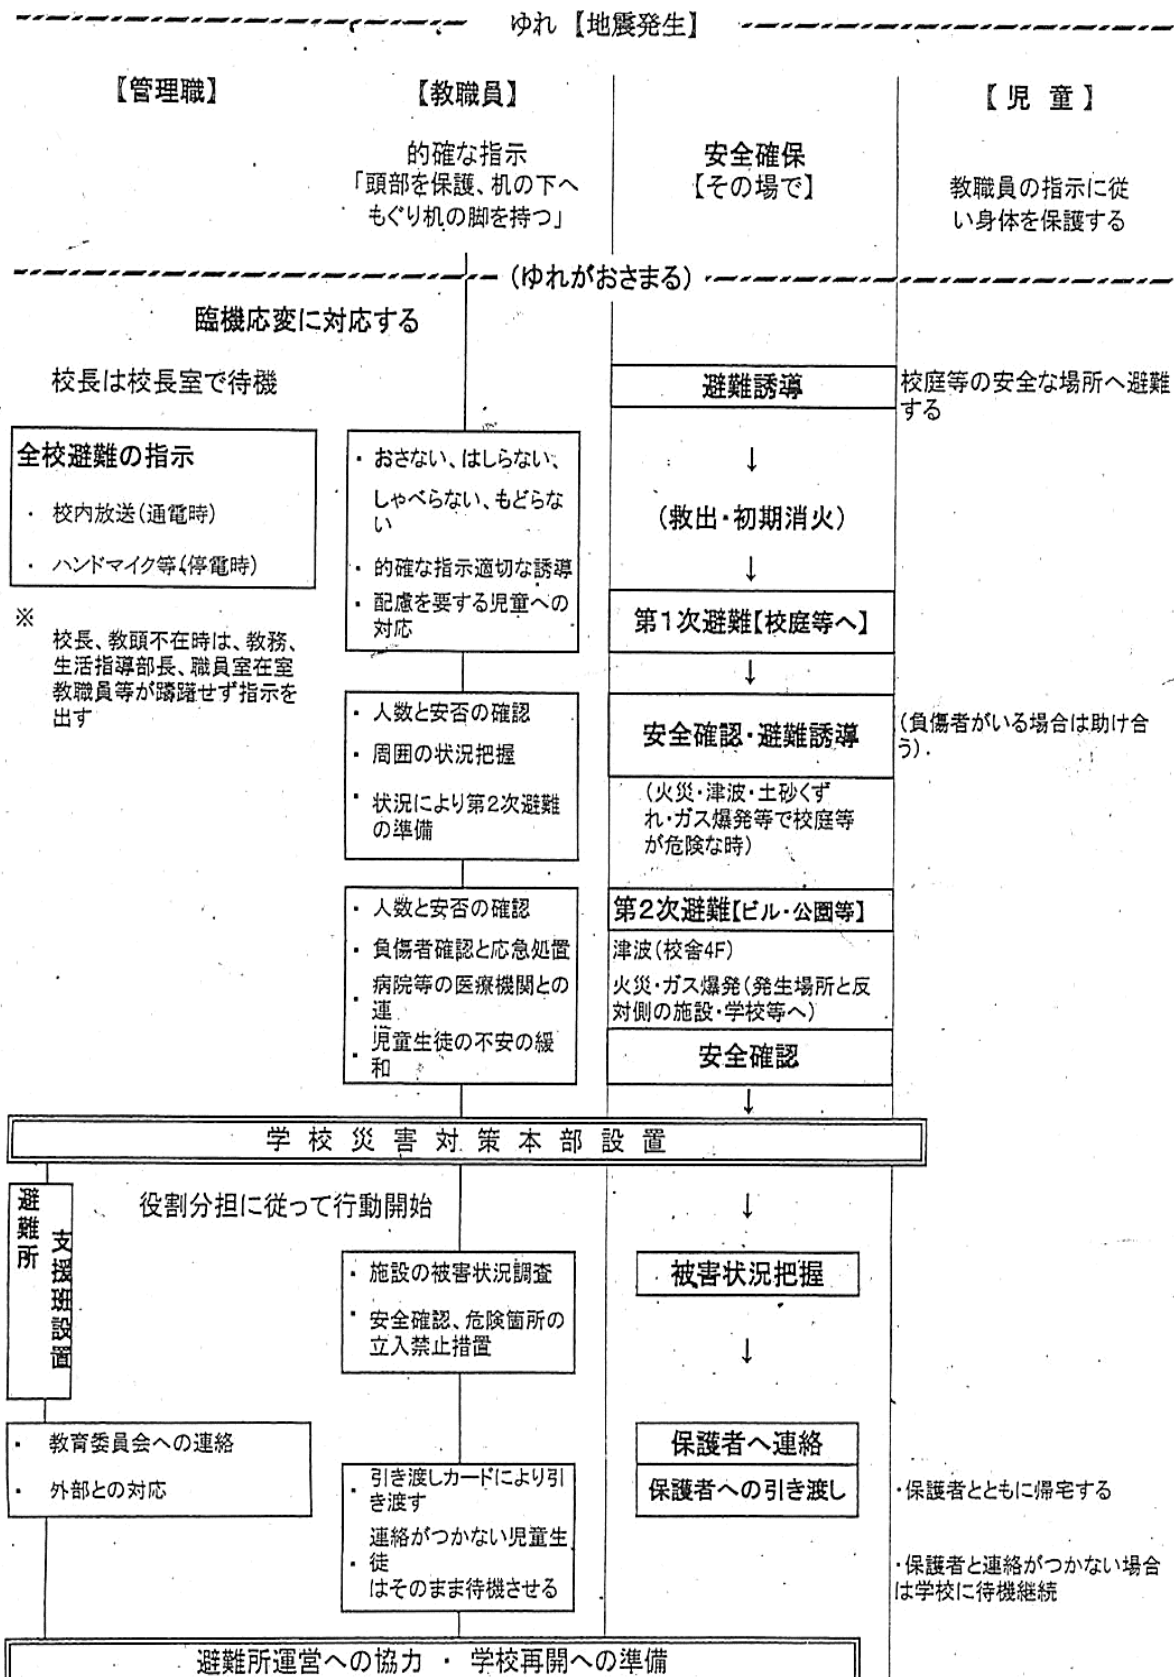 ゆれ【地震発生】
【管理職】
【教職員】
【児 童】
的確な指示
「頭部を保護、机の下へ
もぐり机の脚を持つ」
安全確保
【その場で】
教職員の指示に従
い身体を保護する
(ゆれがおさまる)
臨機応変に対応する
校長は校長室で待機
避難誘導
校庭等の安全な場所へ避難
する
全校避難の指示
・ 校内放送(通電時)
・ ハンドマイク等(停電時)
・ おさない、はしらない、
しゃべらない、もどらな
い
・ 的確な指示適切な誘導
・ 配慮を要する児童への
対応
↓
(救出・初期消火)
↓
第1次避難【校庭等へ】
↓
※
校長、教頭不在時は、教務、
生活指導部長、職員室在室
教職員等が躊躇せず指示を
出す
・ 人数と安否の確認
・ 周囲の状況把握
・ 状況により第2次避難
の準備
安全確認・避難誘導
(火災・津波・土砂くず
れ・ガス爆発等で校庭等
が危険な時)
(負傷者がいる場合は助け合
う).
・ 人数と安否の確認
・ 負傷者確認と応急処置
・ 病院等の医療機関との
連
・ 児童生徒の不安の緩
和
第2次避難【ビル・公園等】
津波(校舎4F)
火災・ガス爆発(発生場所と反
対側の施設・学校等へ)
安全確認
↓
学 校 災 害 対 策 本 部 設 置
避難所
支援班設置
役割分担に従って行動開始
↓
・ 施設の被害状況調査
・ 安全確認、危険箇所の
立入禁止措置
被害状況把握
↓
・ 教育委員会への連絡
・ 外部との対応
・ 引き渡しカードにより引
き渡す
連絡がつかない児童生
・ 徒
はそのまま待機させる
保護者へ連絡
保護者への引き渡し
・保護者とともに帰宅する
・保護者と連絡がつかない場合
は学校に待機継続
避難所運営への協力 ・ 学校再開への準備